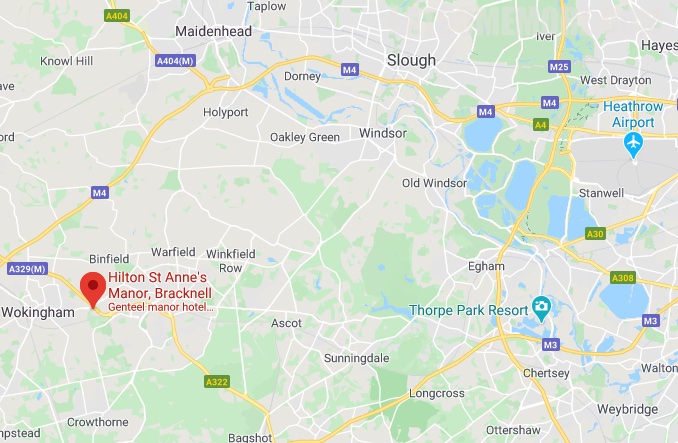 Taplow
A404
Maidenhead
Iver
Hayes
Knowl Hill
A404(M)
Slough
M4
M25
Dorney
West Drayton
Holyport
M4
M4
Heathrow
Airport
A4
Oakley Green
Windsor
Old Windsor
Stanwell
M4
A30
Binfield
Warfield
Winkfield
Row
A329(M)
Egham
A308
Hilton St Anne's
Manor, Bracknell
Genteel manor hotel...
Wokingham
Thorpe Park Resort
Ascot
M3
M3
Sunningdale
Chertsey
Walton
A322
Longcross
Weybridge
Crowthorne
Ottershaw
Bagshot